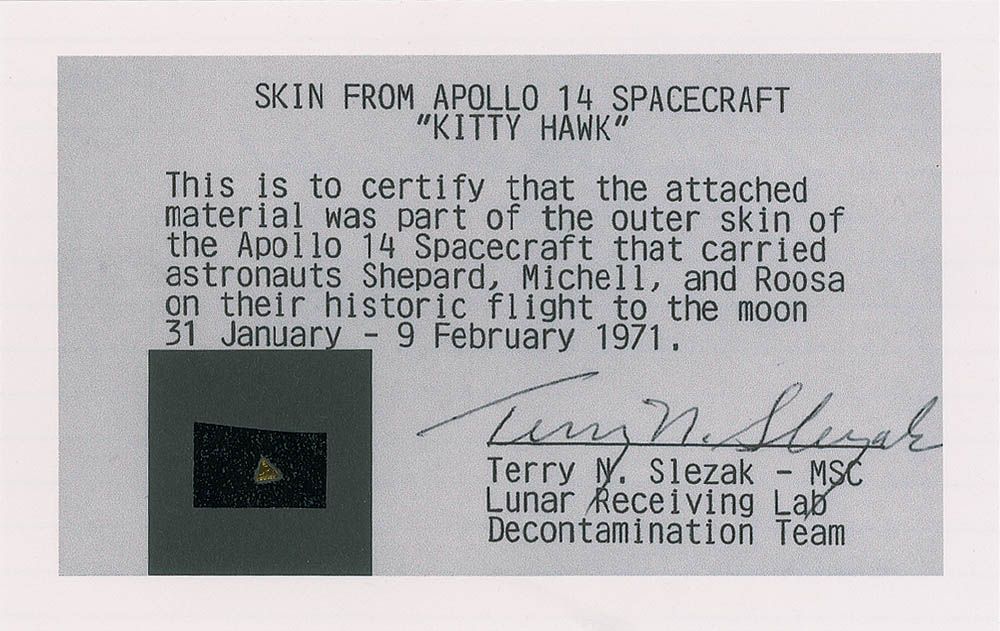 SKIN FROM APOLLO 14 SPACECRAFT
"KITTY HAWK"
This is to certify that the attached
material was part of the outer skin of
the Apollo 14 Spacecraft that carried
astronauts Shepard, Michell, and Roosa
on their historic flight to the moon
31 January - 9 February 1971.
Terry N. Slezak
Terry N. Slezak - MSC
Lunar Receiving Lab
Decontamination Team